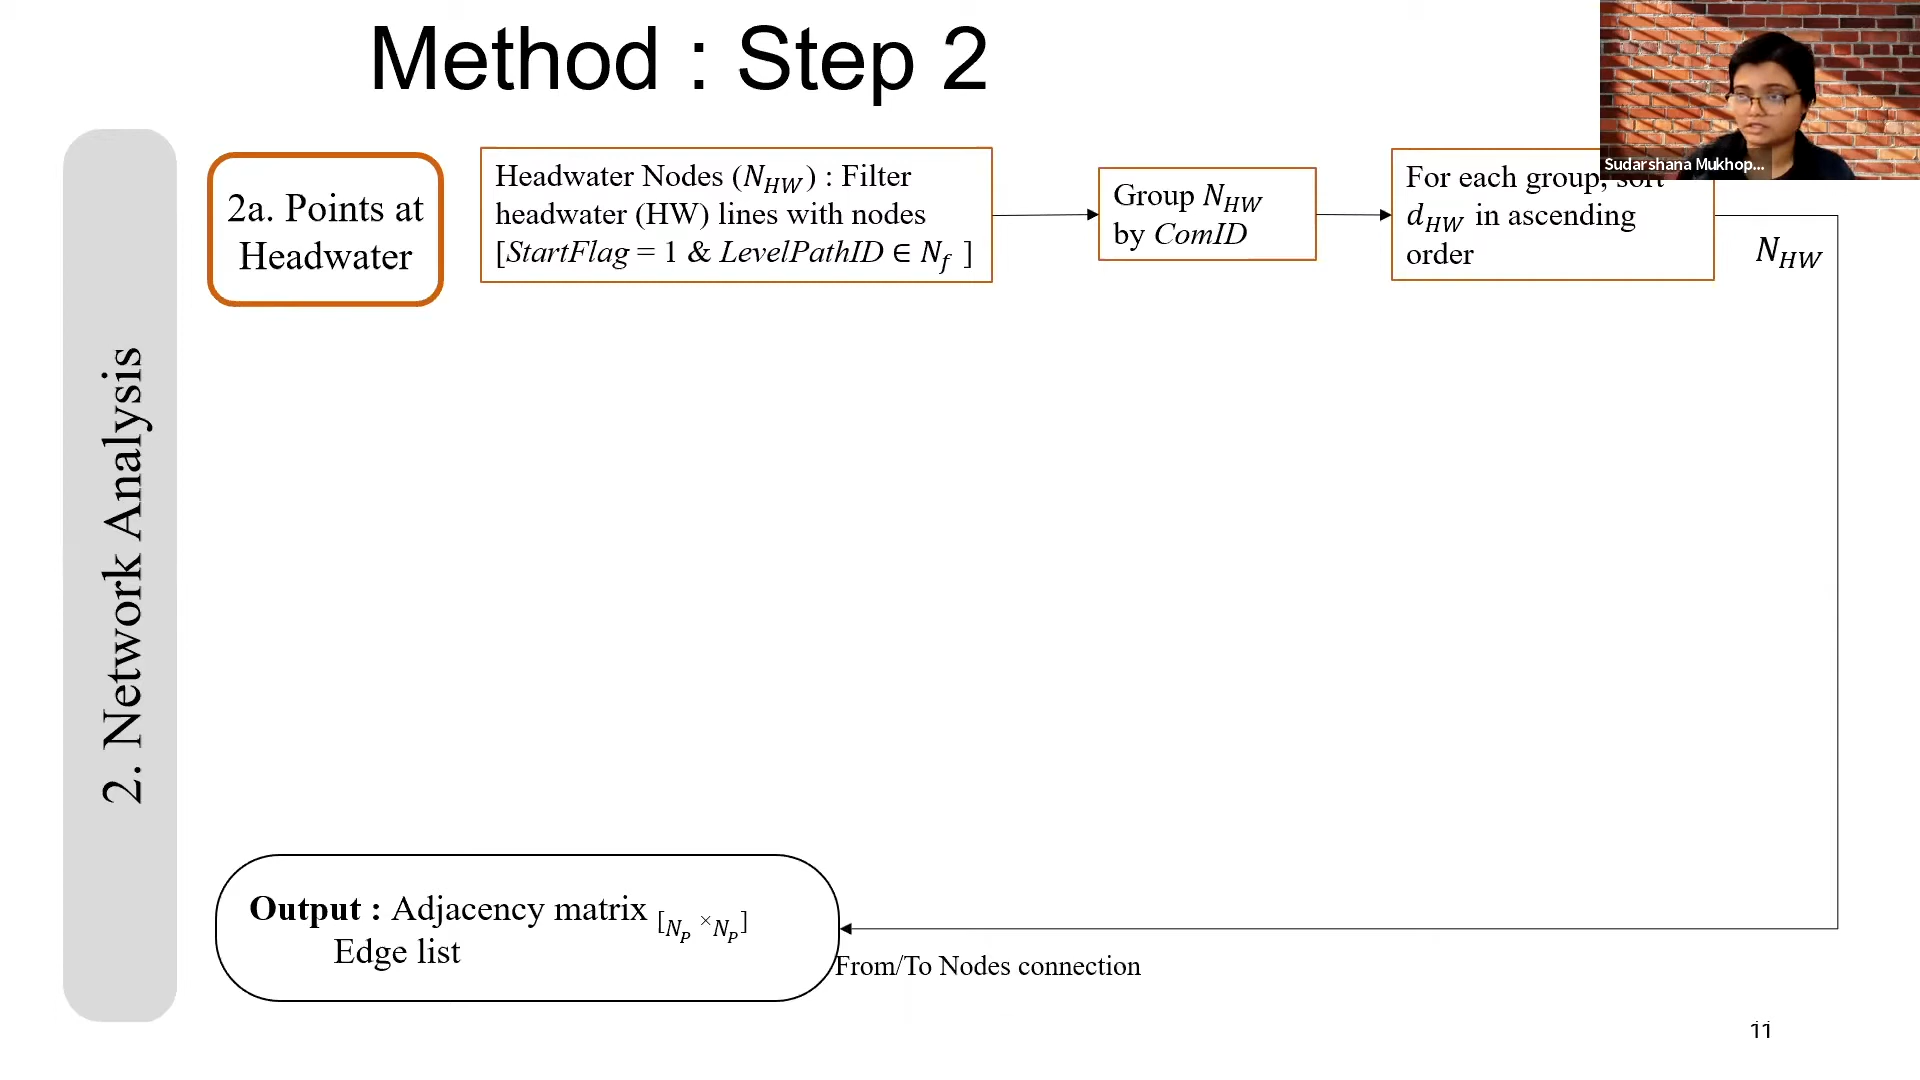 Method : Step 2
Sudarshana Mukhop...
2. Network Analysis
2a. Points at
Headwater
Headwater Nodes (N_HW) : Filter
headwater (HW) lines with nodes
[StartFlag = 1 & LevelPathID ∈ N_f ]
Group N_HW
by ComID
For each group, sort
d_HW in ascending
order
N_HW
Output : Adjacency matrix [N_P × N_P]
Edge list
From/To Nodes connection
11